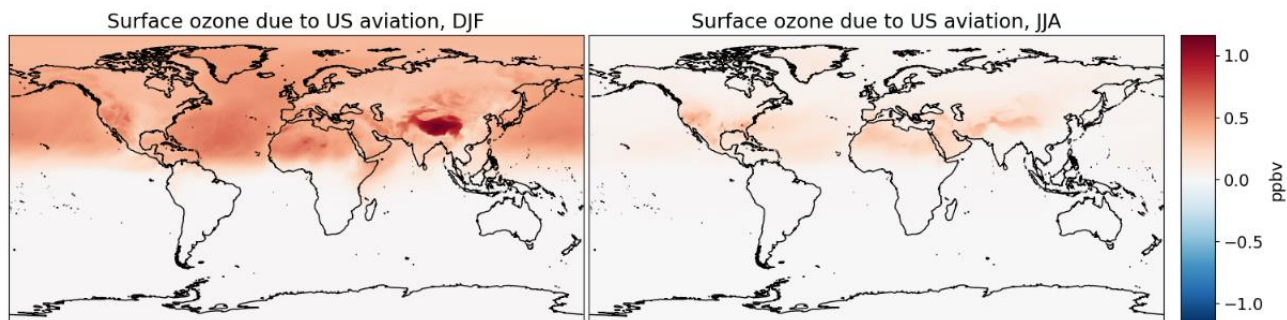 Surface ozone due to US aviation, DJF
Surface ozone due to US aviation, JJA
1.0
0.5
0.0
−0.5
−1.0
ppbv